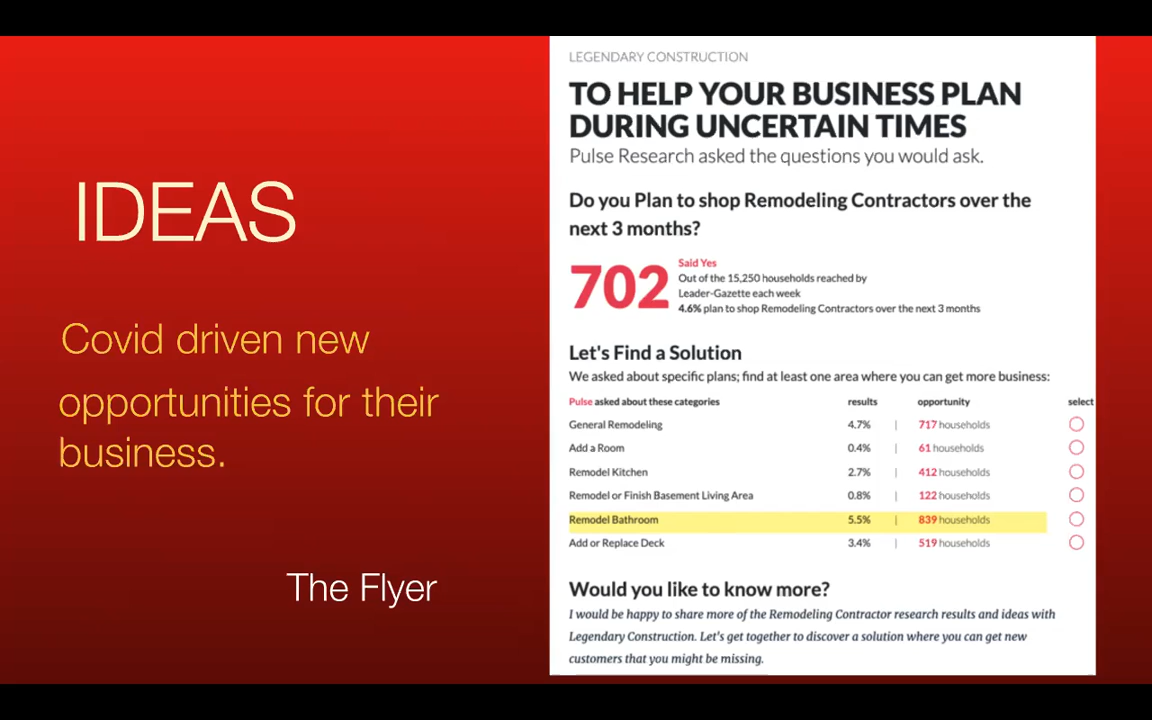 IDEAS
Covid driven new
opportunities for their
business.
The Flyer
LEGENDARY CONSTRUCTION
TO HELP YOUR BUSINESS PLAN
DURING UNCERTAIN TIMES
Pulse Research asked the questions you would ask.
Do you Plan to shop Remodeling Contractors over the
next 3 months?
702
Said Yes
Out of the 15,250 households reached by
Leader-Gazette each week
4.6% plan to shop Remodeling Contractors over the next 3 months
Let's Find a Solution
We asked about specific plans; find at least one area where you can get more business:
Pulse asked about these categories results opportunity select
General Remodeling 4.7% | 717 households
Add a Room 0.4% | 61 households
Remodel Kitchen 2.7% | 412 households
Remodel or Finish Basement Living Area 0.8% | 122 households
Remodel Bathroom 5.5% | 839 households
Add or Replace Deck 3.4% | 519 households
Would you like to know more?
I would be happy to share more of the Remodeling Contractor research results and ideas with
Legendary Construction. Let's get together to discover a solution where you can get new
customers that you might be missing.